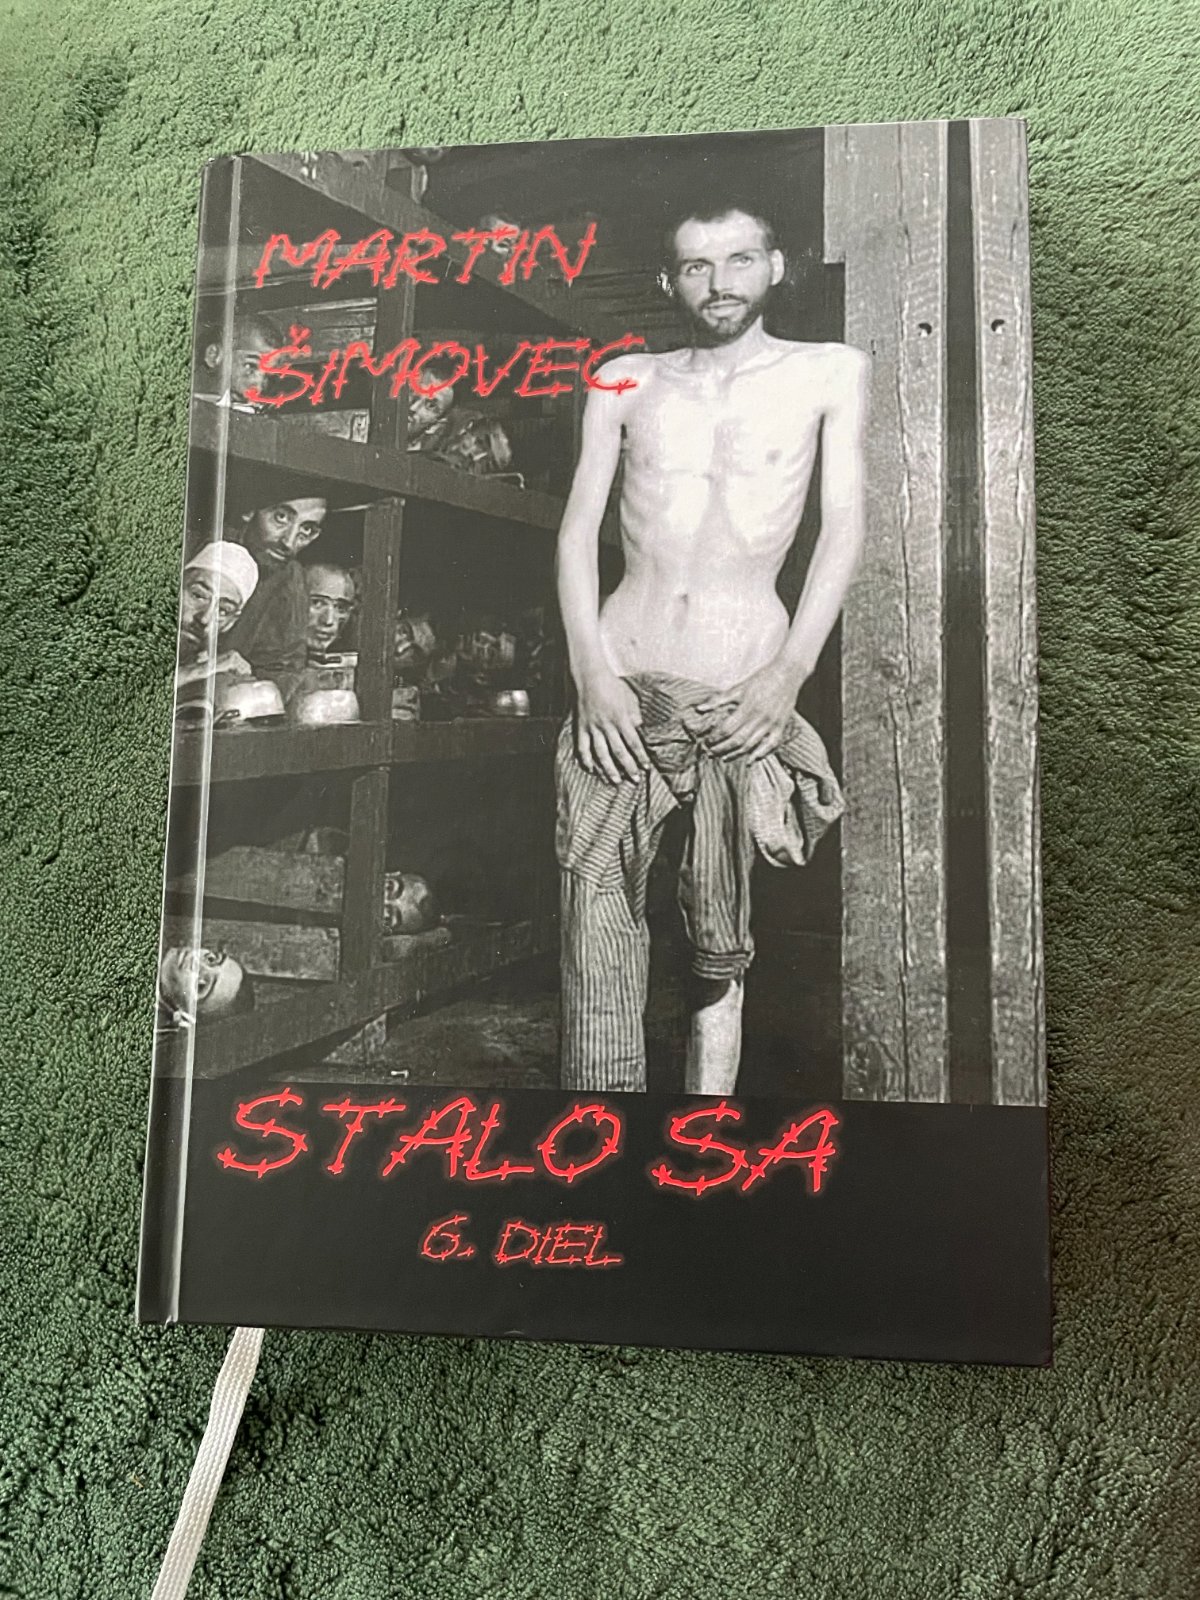 MARTIN
ŠIMOVEC
STALO SA
6. DIEL